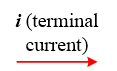 i (terminal
current)